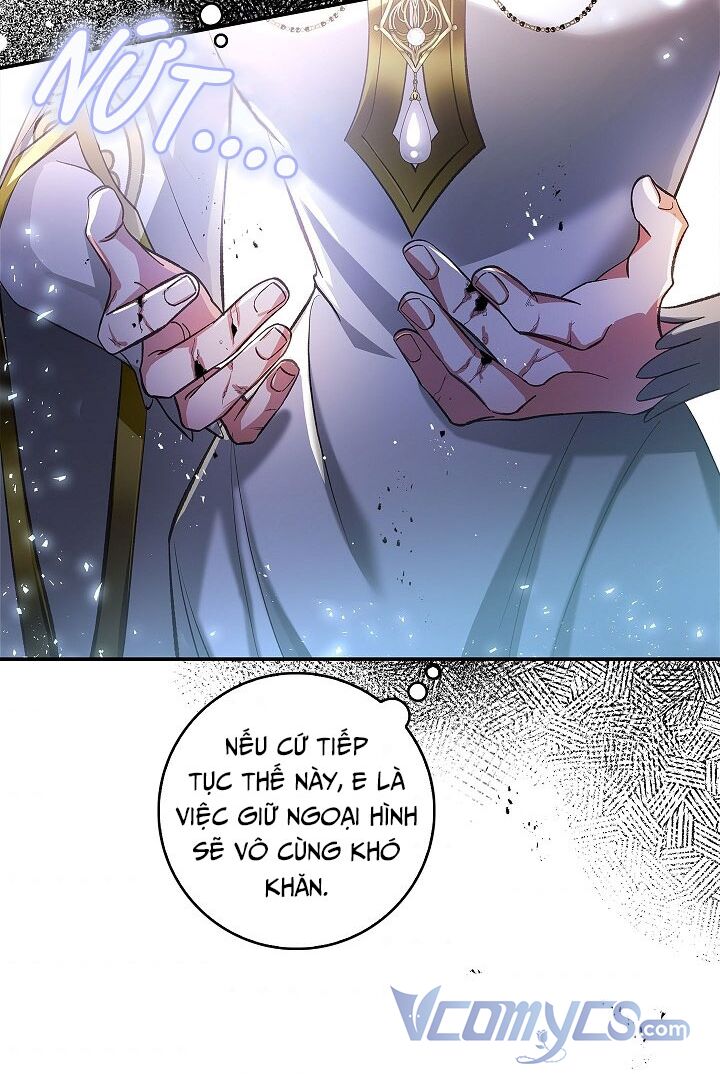 NỨT....
NẾU CỨ TIẾP
TỤC THẾ NÀY, E LÀ
VIỆC GIỮ NGOẠI HÌNH
SẼ VÔ CÙNG KHÓ
KHĂN.
VCOMYCS.com